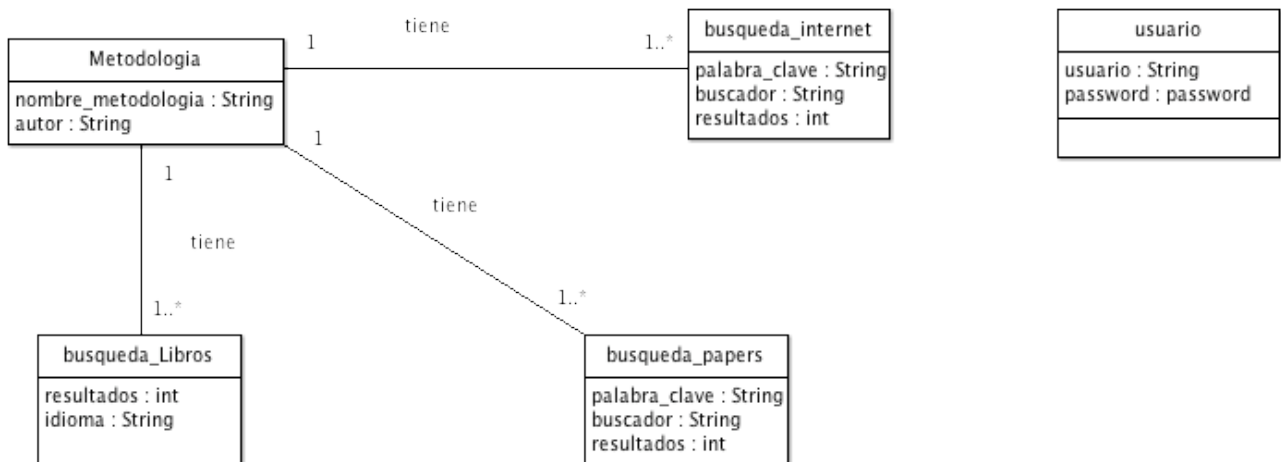 Metodologia
nombre_metodologia : String
autor : String
1
tiene
1..*
busqueda_internet
palabra_clave : String
buscador : String
resultados : int
usuario
usuario : String
password : password
1
tiene
1..*
1
tiene
1..*
busqueda_Libros
resultados : int
idioma : String
busqueda_papers
palabra_clave : String
buscador : String
resultados : int